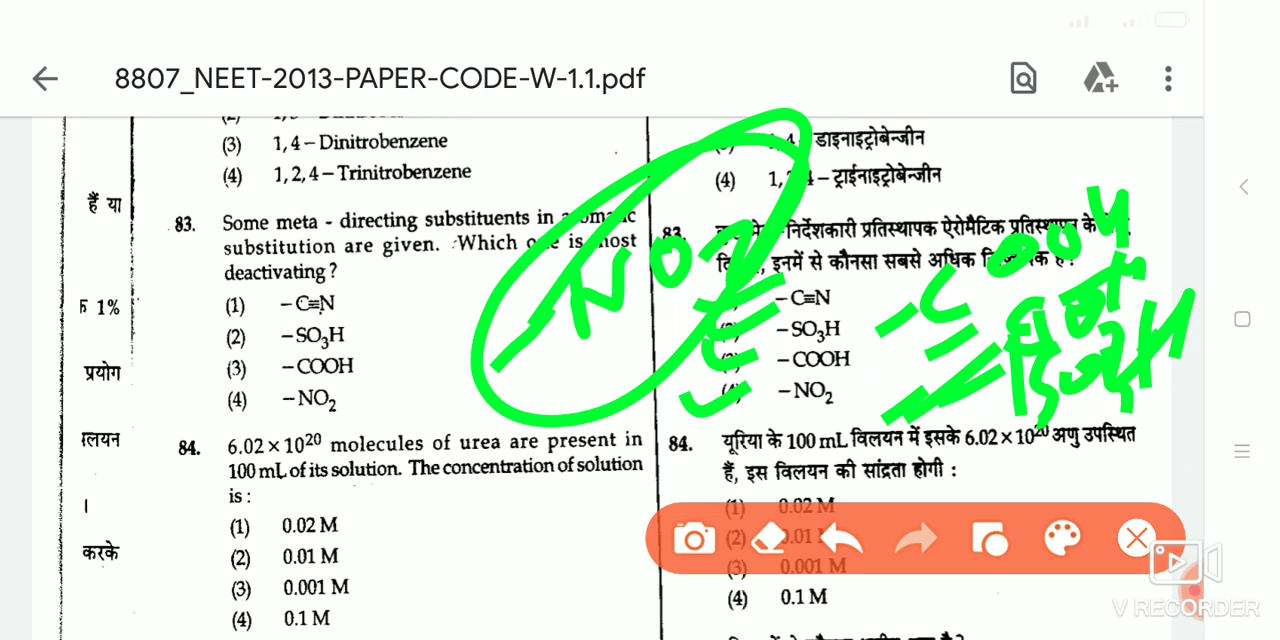 8807_NEET-2013-PAPER-CODE-W-1.1.pdf
(3) 1, 4 – Dinitrobenzene
(4) 1, 2, 4 – Trinitrobenzene
83. Some meta - directing substituents in
substitution are given. Which is most
deactivating ?
(1) –C≡N
(2) –SO3H
(3) –COOH
(4) –NO2
84. 6.02 × 10^20 molecules of urea are present in
100 mL of its solution. The concentration of solution
is :
(1) 0.02 M
(2) 0.01 M
(3) 0.001 M
(4) 0.1 M
हैं या
1%
प्रयोग
लयन
।
करके
डाइनाइट्रोबेन्जीन
(4) – ट्राईनाइट्रोबेन्जीन
83. निर्देशकारी प्रतिस्थापक ऐरोमैटिक प्रतिस्थापन के
इनमें से कौनसा सबसे अधिक है ?
–C≡N
–SO3H
–COOH
–NO2
84. यूरिया के 100 mL विलयन में इसके 6.02 × 10^20 अणु उपस्थित
हैं, इस विलयन की सांद्रता होगी :
(1) 0.02 M
(2) 0.01
(3) 0.001 M
(4) 0.1 M
–NO2
V RECORDER